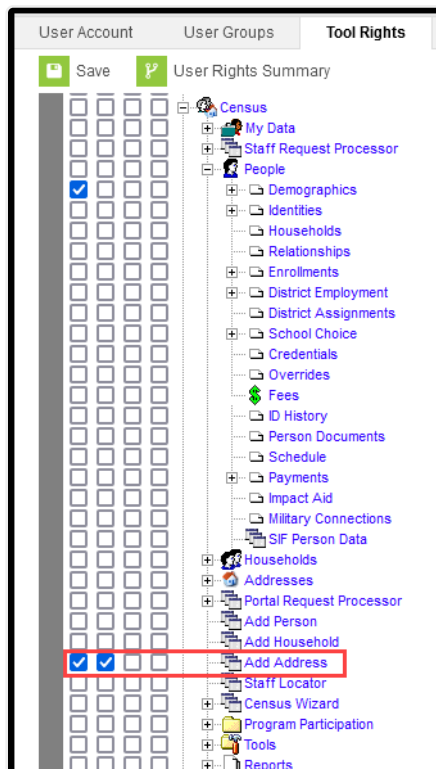 User Account User Groups Tool Rights
Save User Rights Summary
Census
My Data
Staff Request Processor
People
Demographics
Identities
Households
Relationships
Enrollments
District Employment
District Assignments
School Choice
Credentials
Overrides
Fees
ID History
Person Documents
Schedule
Payments
Impact Aid
Military Connections
SIF Person Data
Households
Addresses
Portal Request Processor
Add Person
Add Household
Add Address
Staff Locator
Census Wizard
Program Participation
Tools
Reports